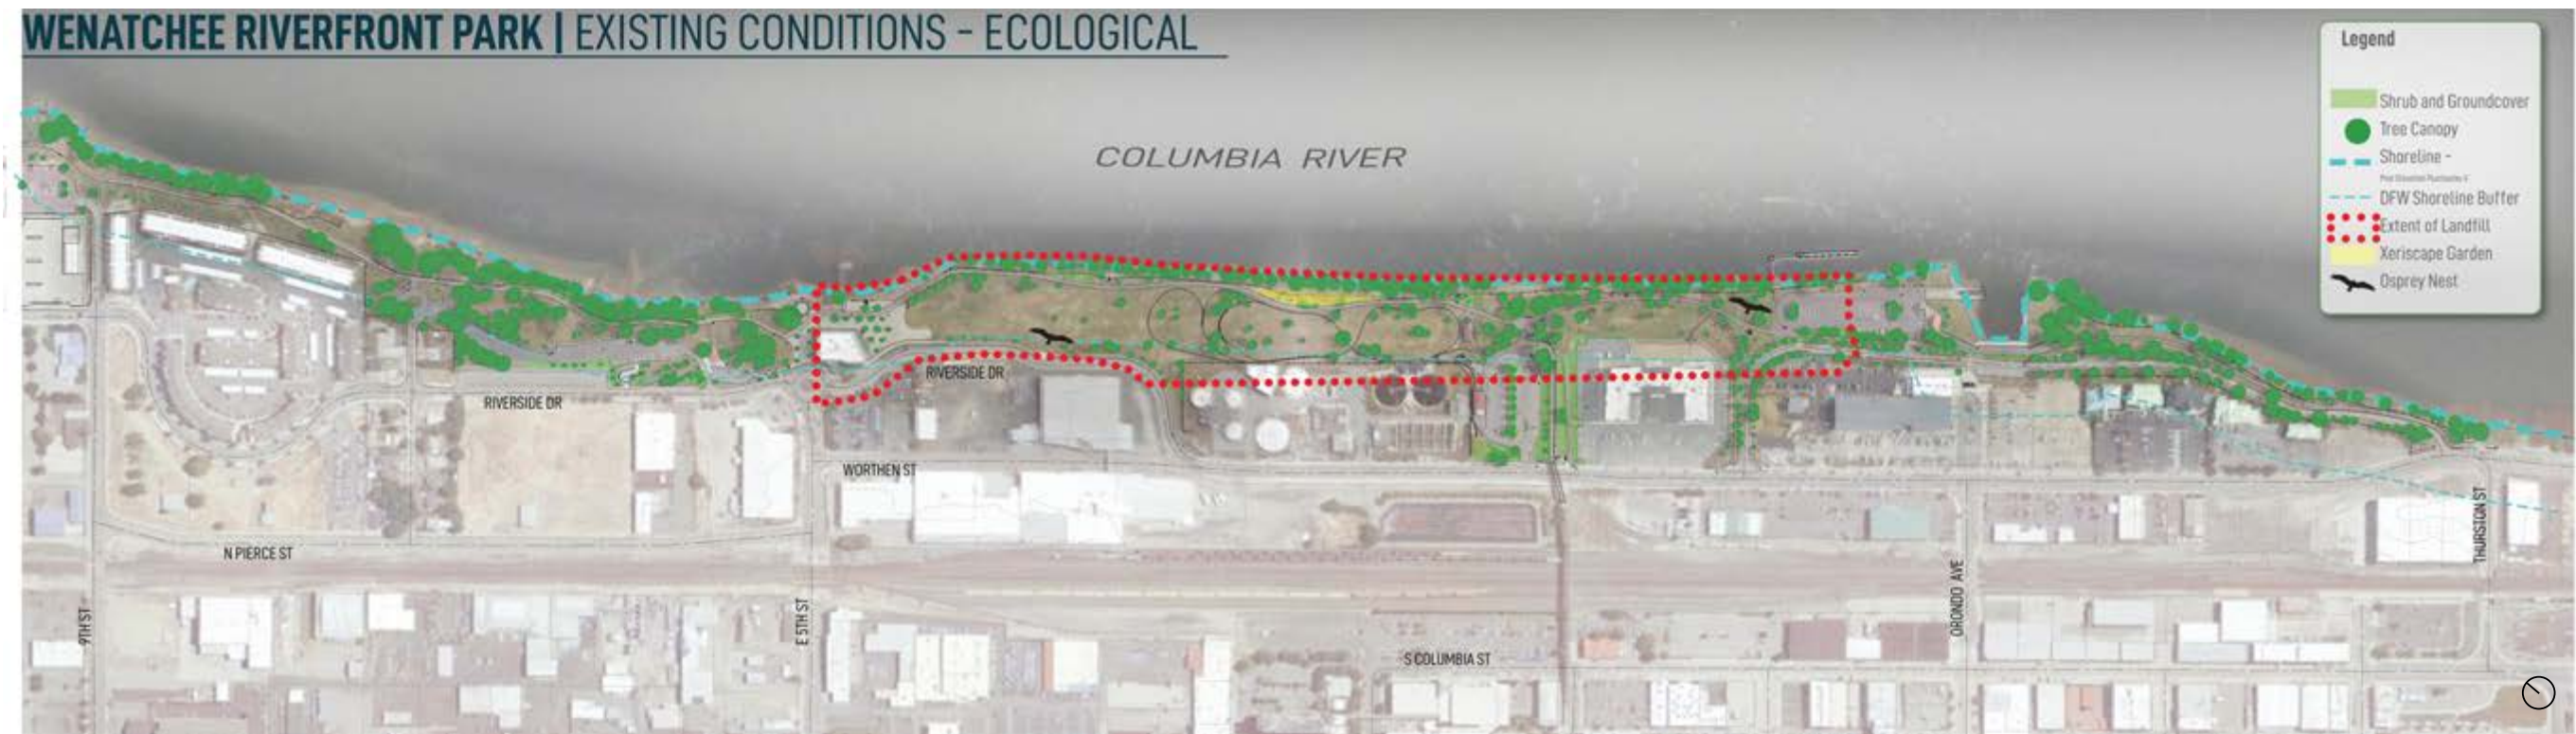 WENATCHEE RIVERFRONT PARK | EXISTING CONDITIONS - ECOLOGICAL
Legend
Shrub and Groundcover
Tree Canopy
Shoreline -
DFW Shoreline Buffer
Extent of Landfill
Xeriscape Garden
Osprey Nest
COLUMBIA RIVER
RIVERSIDE DR
RIVERSIDE DR
WORTHEN ST
N PIERCE ST
THURSTON ST
9TH ST
E 5TH ST
ORONDO AVE
S COLUMBIA ST